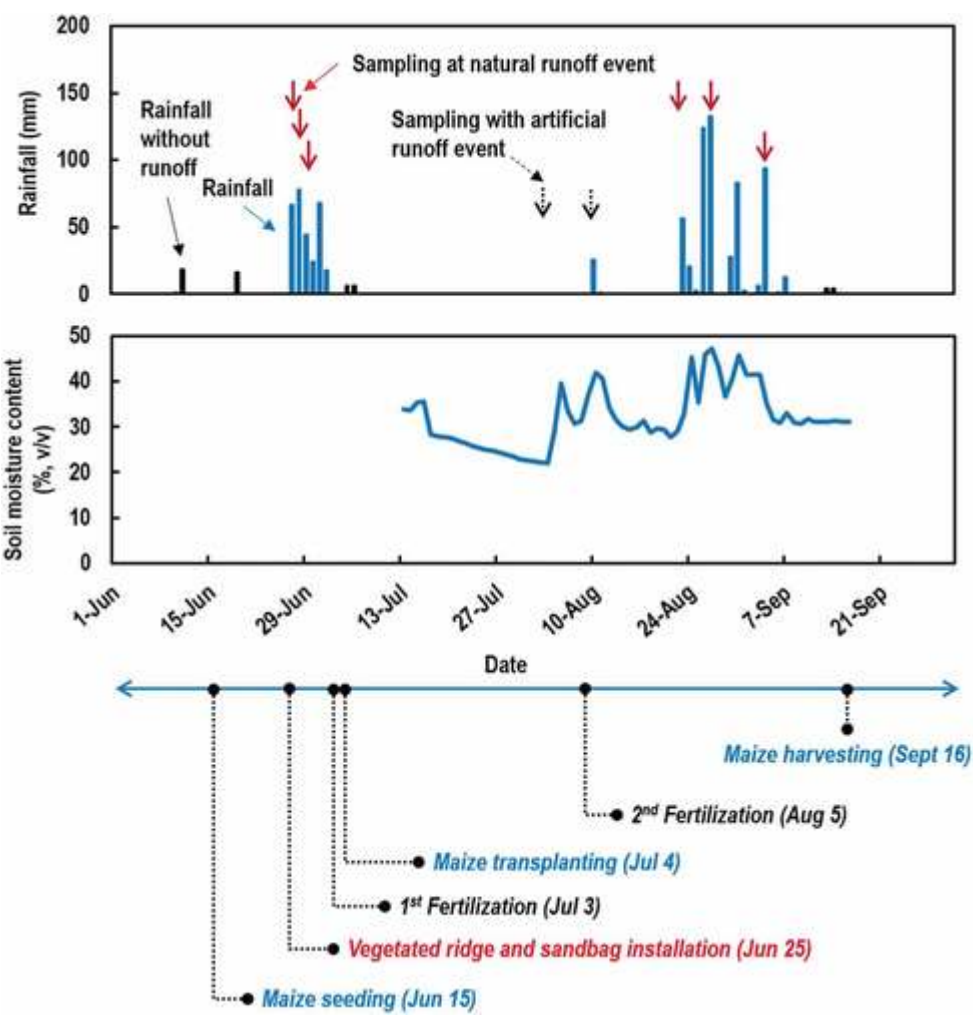 200
150
100
50
0
Rainfall (mm)
Sampling at natural runoff event
Rainfall
without
runoff
Rainfall
Sampling with artificial
runoff event
50
40
30
20
10
0
Soil moisture content
(%, v/v)
1-Jun
15-Jun
29-Jun
13-Jul
27-Jul
10-Aug
24-Aug
7-Sep
21-Sep
Date
Maize harvesting (Sept 16)
2nd Fertilization (Aug 5)
Maize transplanting (Jul 4)
1st Fertilization (Jul 3)
Vegetated ridge and sandbag installation (Jun 25)
Maize seeding (Jun 15)